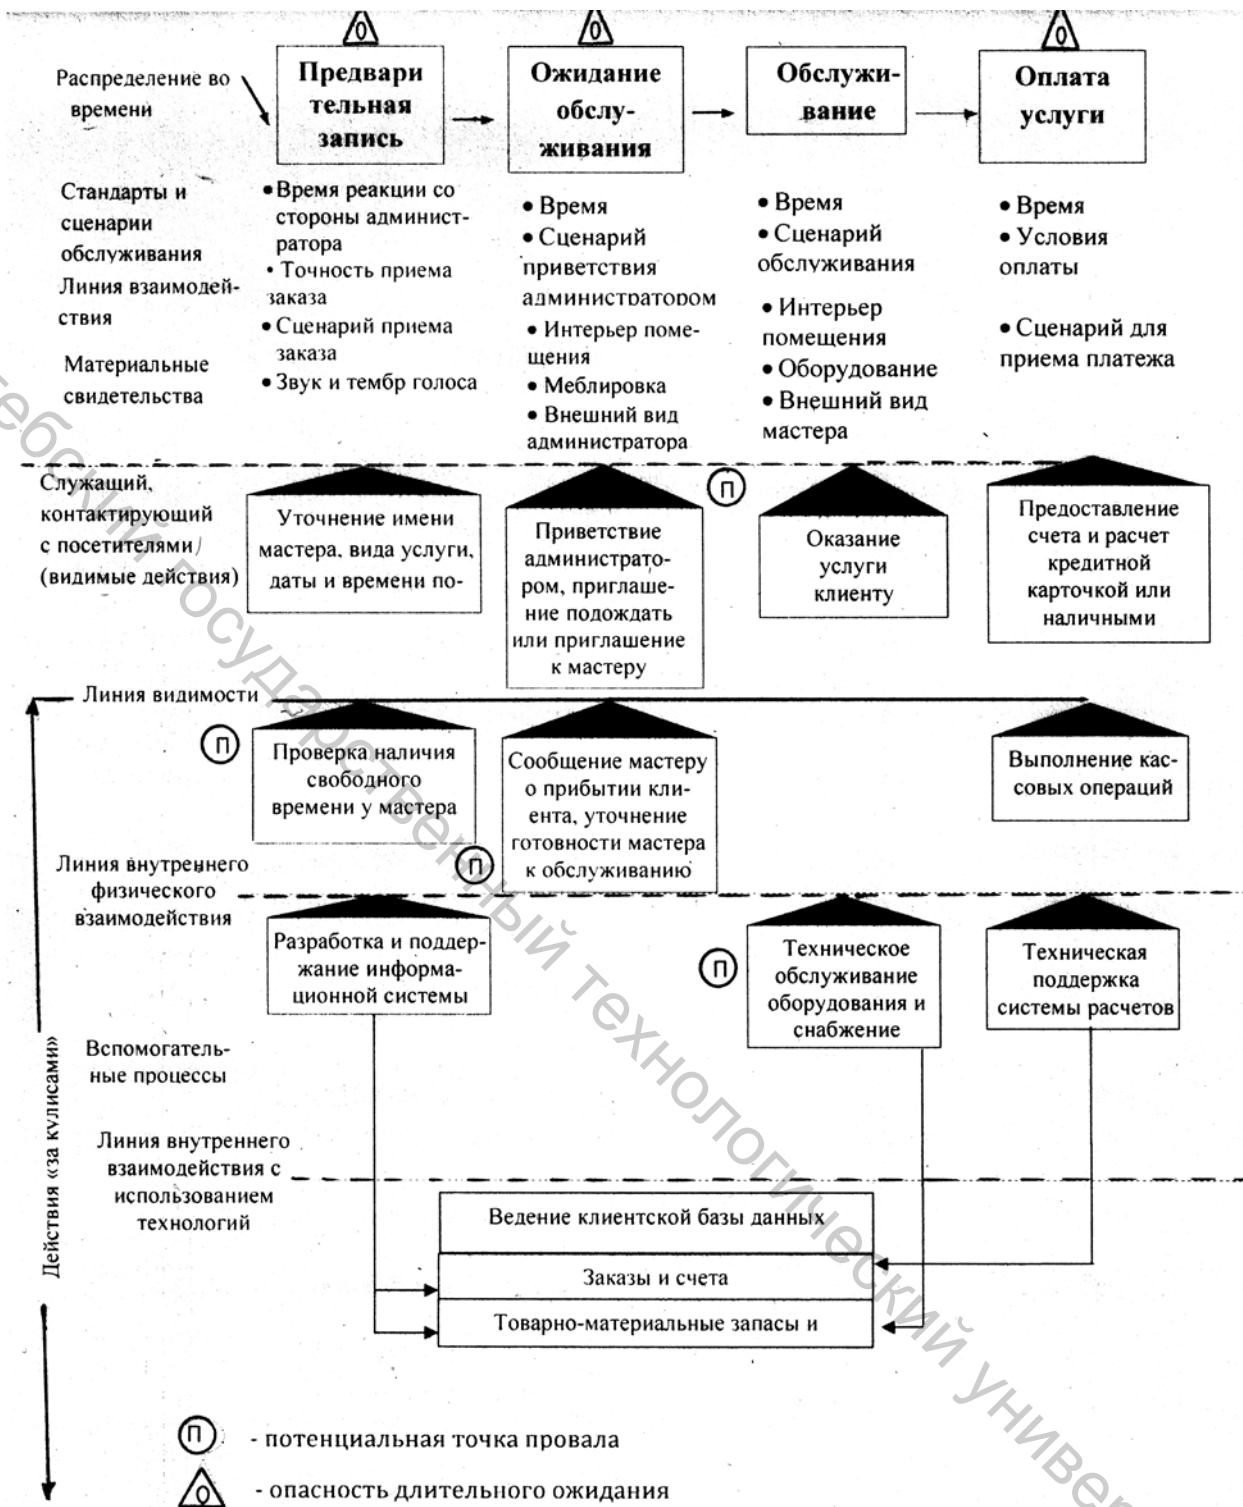 О
О
О
Распределение во
времени
Предвари
тельная
запись
Ожидание
обслу-
живания
Обслужи-
вание
Оплата
услуги
Стандарты и
сценарии
обслуживания
Линия взаимодей-
ствия
Материальные
свидетельства
• Время реакции со
стороны админист-
ратора
• Точность приема
заказа
• Сценарий приема
заказа
• Звук и тембр голоса
• Время
• Сценарий
приветствия
администратором
• Интерьер поме-
щения
• Меблировка
• Внешний вид
администратора
• Время
• Сценарий
обслуживания
• Интерьер
помещения
• Оборудование
• Внешний вид
мастера
• Время
• Условия
оплаты
• Сценарий для
приема платежа
Служащий,
контактирующий
с посетителями
(видимые действия)
Уточнение имени
мастера, вида услуги,
даты и времени по-
Приветствие
администрато-
ром, приглаше-
ние подождать
или приглашение
к мастеру
П
Оказание
услуги
клиенту
Предоставление
счета и расчет
кредитной
карточкой или
наличными
Линия видимости
П
Проверка наличия
свободного
времени у мастера
П
Сообщение мастеру
о прибытии кли-
ента, уточнение
готовности мастера
к обслуживанию
Выполнение кас-
совых операций
Линия внутреннего
физического
взаимодействия
Разработка и поддер-
жание информа-
ционной системы
П
Техническое
обслуживание
оборудования и
снабжение
Техническая
поддержка
системы расчетов
Действия «за кулисами»
Вспомогатель-
ные процессы
Линия внутреннего
взаимодействия с
использованием
технологий
Ведение клиентской базы данных
Заказы и счета
Товарно-материальные запасы и
П - потенциальная точка провала
О - опасность длительного ожидания
тебский государственный технологический универ